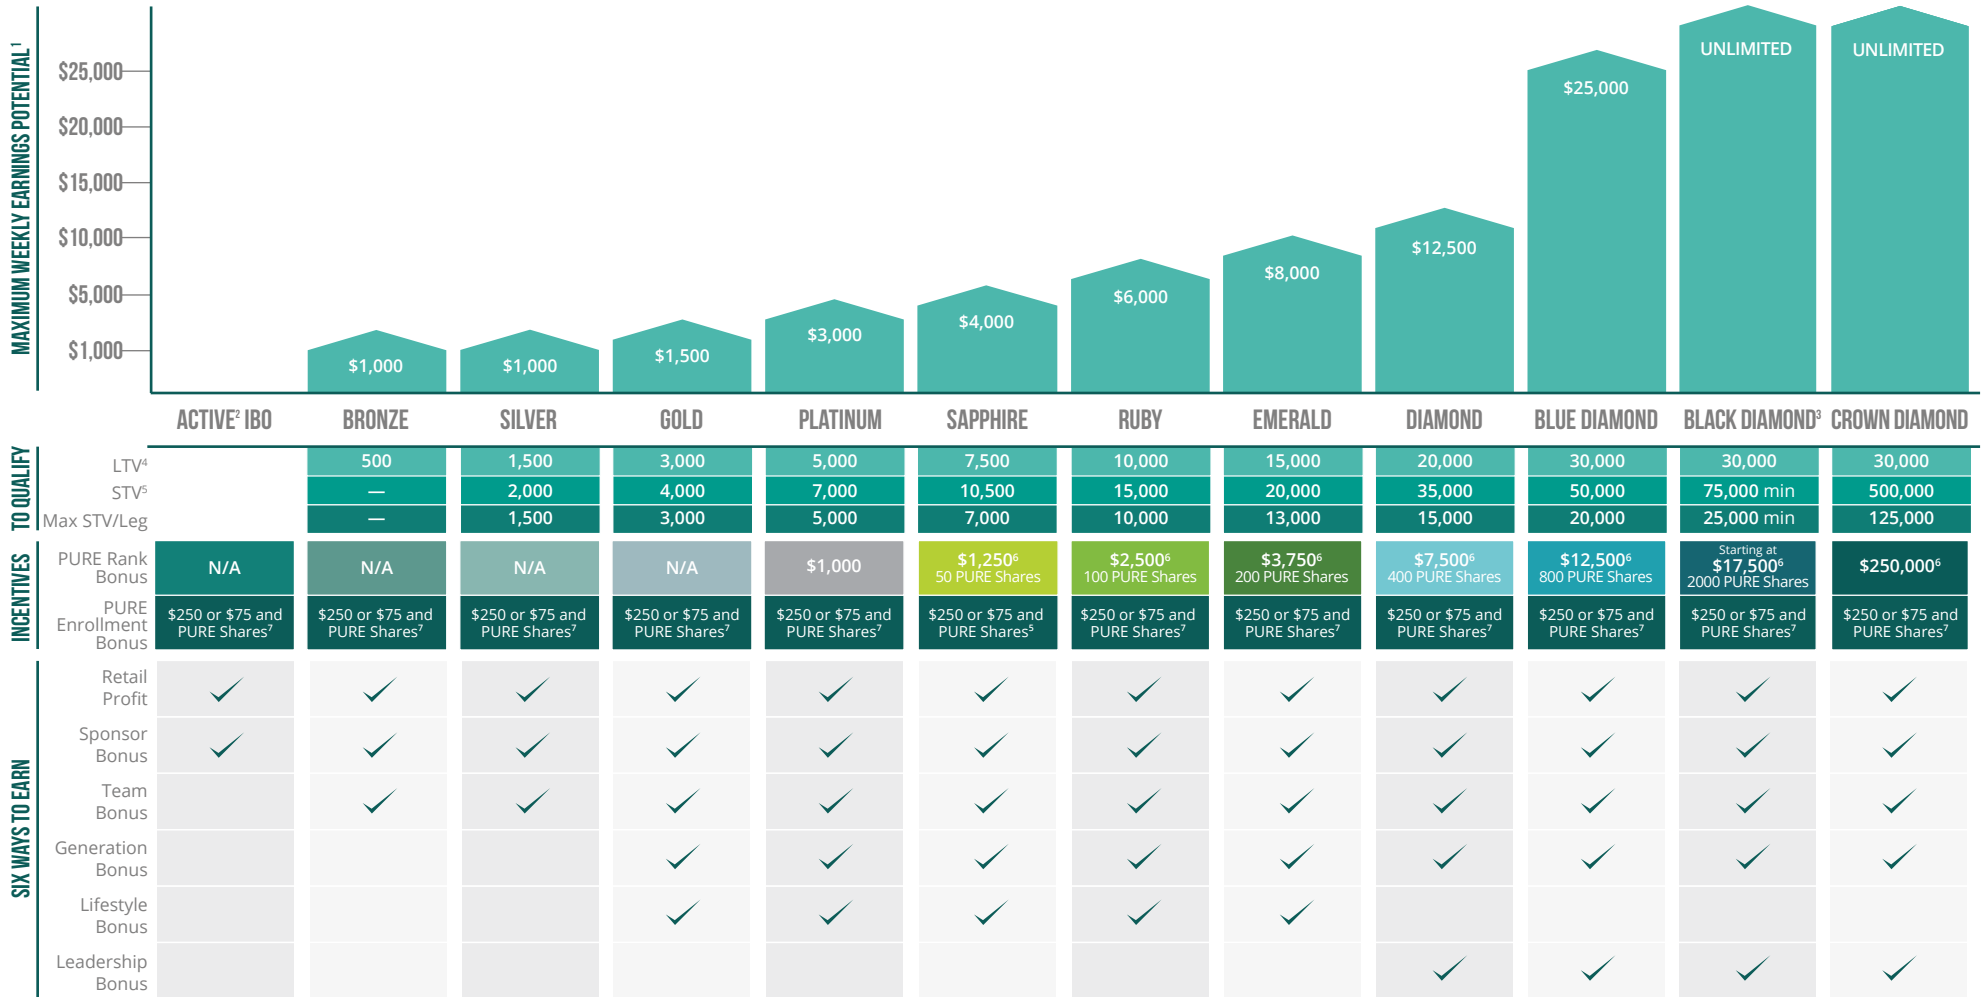 MAXIMUM WEEKLY EARNINGS POTENTIAL¹
$25,000
$20,000
$15,000
$10,000
$5,000
$1,000
$1,000
$1,000
$1,500
$3,000
$4,000
$6,000
$8,000
$12,500
$25,000
UNLIMITED
UNLIMITED
ACTIVE² IBO BRONZE SILVER GOLD PLATINUM SAPPHIRE RUBY EMERALD DIAMOND BLUE DIAMOND BLACK DIAMOND³ CROWN DIAMOND
TO QUALIFY
LTV⁴ 500 1,500 3,000 5,000 7,500 10,000 15,000 20,000 30,000 30,000 30,000
STV⁵ — 2,000 4,000 7,000 10,500 15,000 20,000 35,000 50,000 75,000 min 500,000
Max STV/Leg — 1,500 3,000 5,000 7,000 10,000 13,000 15,000 20,000 25,000 min 125,000
INCENTIVES
PURE Rank
Bonus
N/A
N/A
N/A
N/A
$1,000
$1,250⁶
50 PURE Shares
$2,500⁶
100 PURE Shares
$3,750⁶
200 PURE Shares
$7,500⁶
400 PURE Shares
$12,500⁶
800 PURE Shares
Starting at
$17,500⁶
2000 PURE Shares
$250,000⁶
PURE
Enrollment
Bonus
$250 or $75 and
PURE Shares⁷
$250 or $75 and
PURE Shares⁷
$250 or $75 and
PURE Shares⁷
$250 or $75 and
PURE Shares⁷
$250 or $75 and
PURE Shares⁷
$250 or $75 and
PURE Shares⁵
$250 or $75 and
PURE Shares⁷
$250 or $75 and
PURE Shares⁷
$250 or $75 and
PURE Shares⁷
$250 or $75 and
PURE Shares⁷
$250 or $75 and
PURE Shares⁷
$250 or $75 and
PURE Shares⁷
SIX WAYS TO EARN
Retail
Profit
Sponsor
Bonus
Team
Bonus
Generation
Bonus
Lifestyle
Bonus
Leadership
Bonus